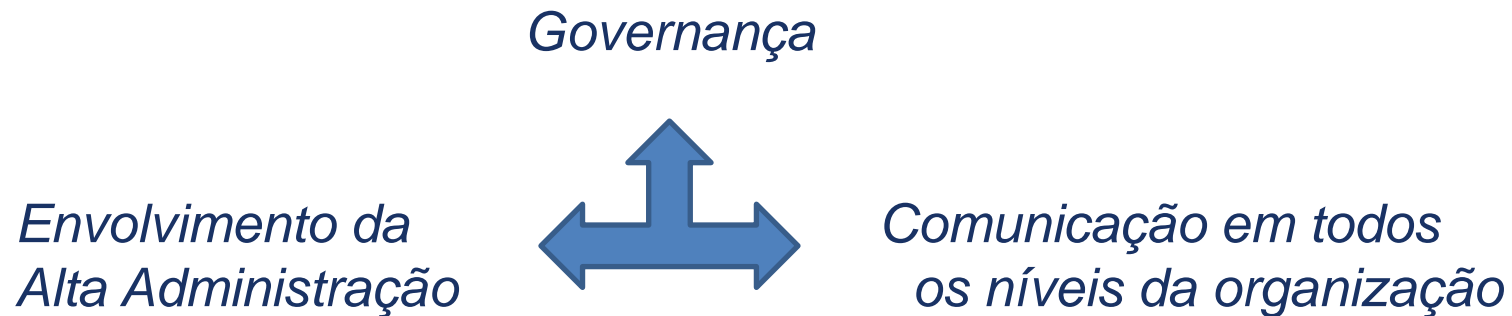 Governança
Envolvimento da
Alta Administração
Comunicação em todos
os níveis da organização